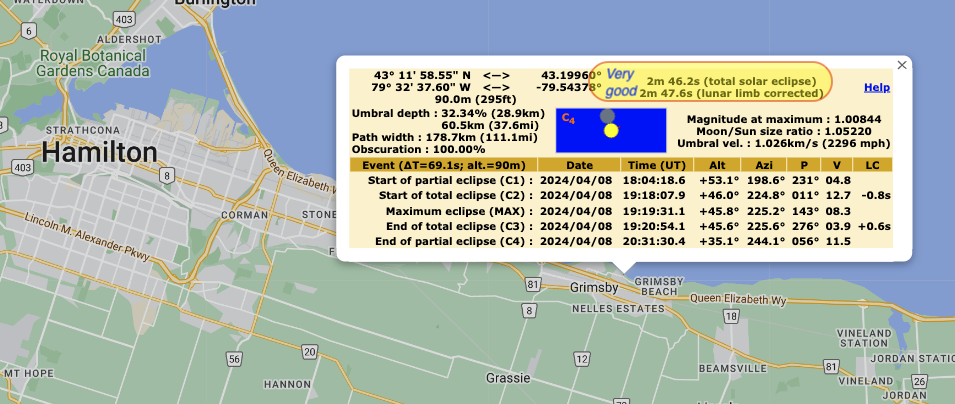 WATERDOWN
Burlington
403
6
ALDERSHOT
Royal Botanical
Gardens Canada
STRATHCONA
Hamilton
403
8
Queen Elizabeth W
CORMAN
STONE
Lincoln M. Alexander Pkwy
56
20
MT HOPE
HANNON
43° 11' 58.55" N <—> 43.19960°
79° 32' 37.60" W <—> -79.54378°
90.0m (295ft)
Very
good
2m 46.2s (total solar eclipse)
2m 47.6s (lunar limb corrected)
Help
Umbral depth : 32.34% (28.9km)
60.5km (37.6mi)
Path width : 178.7km (111.1mi)
Obscuration : 100.00%
C4
Magnitude at maximum : 1.00844
Moon/Sun size ratio : 1.05220
Umbral vel. : 1.026km/s (2296 mph)
Event (ΔT=69.1s; alt.=90m) Date Time (UT) Alt Azi P V LC
Start of partial eclipse (C1) : 2024/04/08 18:04:18.6 +53.1° 198.6° 231° 04.8
Start of total eclipse (C2) : 2024/04/08 19:18:07.9 +46.0° 224.8° 011° 12.7 -0.8s
Maximum eclipse (MAX) : 2024/04/08 19:19:31.1 +45.8° 225.2° 143° 08.3
End of total eclipse (C3) : 2024/04/08 19:20:54.1 +45.6° 225.6° 276° 03.9 +0.6s
End of partial eclipse (C4) : 2024/04/08 20:31:30.4 +35.1° 244.1° 056° 11.5
81
Grimsby
GRIMSBY
BEACH
8
NELLES ESTATES
Queen Elizabeth Wy
18
VINELAND
STATION
12
JORDAN STATIO
Grassie
BEAMSVILLE
81
VINELAND
26
JORDAN